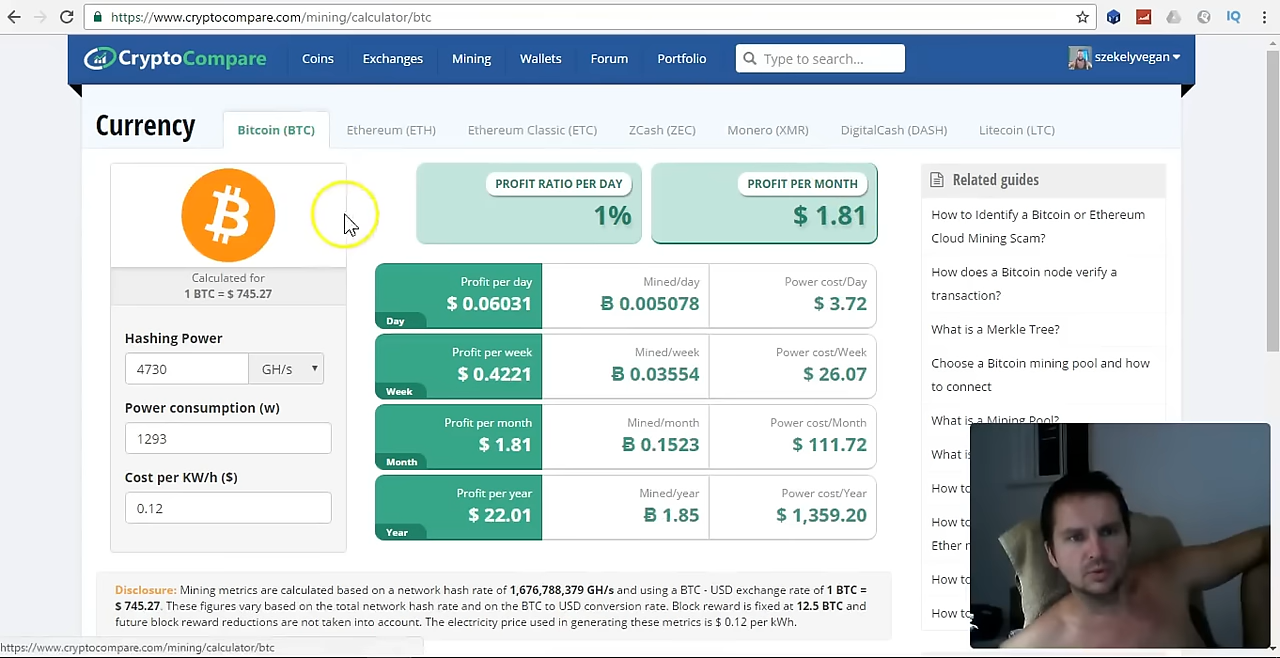 https://www.cryptocompare.com/mining/calculator/btc
CryptoCompare
Coins
Exchanges
Mining
Wallets
Forum
Portfolio
Type to search...
szekelyvegan
Currency
Bitcoin (BTC)
Ethereum (ETH)
Ethereum Classic (ETC)
ZCash (ZEC)
Monero (XMR)
DigitalCash (DASH)
Litecoin (LTC)
Calculated for
1 BTC = $ 745.27
Hashing Power
4730 GH/s
Power consumption (w)
1293
Cost per KW/h ($)
0.12
PROFIT RATIO PER DAY
1%
PROFIT PER MONTH
$ 1.81
Profit per day
$ 0.06031
Day
Mined/day
Ƀ 0.005078
Power cost/Day
$ 3.72
Profit per week
$ 0.4221
Week
Mined/week
Ƀ 0.03554
Power cost/Week
$ 26.07
Profit per month
$ 1.81
Month
Mined/month
Ƀ 0.1523
Power cost/Month
$ 111.72
Profit per year
$ 22.01
Year
Mined/year
Ƀ 1.85
Power cost/Year
$ 1,359.20
Related guides
How to Identify a Bitcoin or Ethereum
Cloud Mining Scam?
How does a Bitcoin node verify a
transaction?
What is a Merkle Tree?
Choose a Bitcoin mining pool and how
to connect
What is a Mining Pool?
What is
How to
How to
Ether
How to
How to
Disclosure: Mining metrics are calculated based on a network hash rate of 1,676,788,379 GH/s and using a BTC - USD exchange rate of 1 BTC =
$ 745.27. These figures vary based on the total network hash rate and on the BTC to USD conversion rate. Block reward is fixed at 12.5 BTC and
future block reward reductions are not taken into account. The electricity price used in generating these metrics is $ 0.12 per kWh.
https://www.cryptocompare.com/mining/calculator/btc